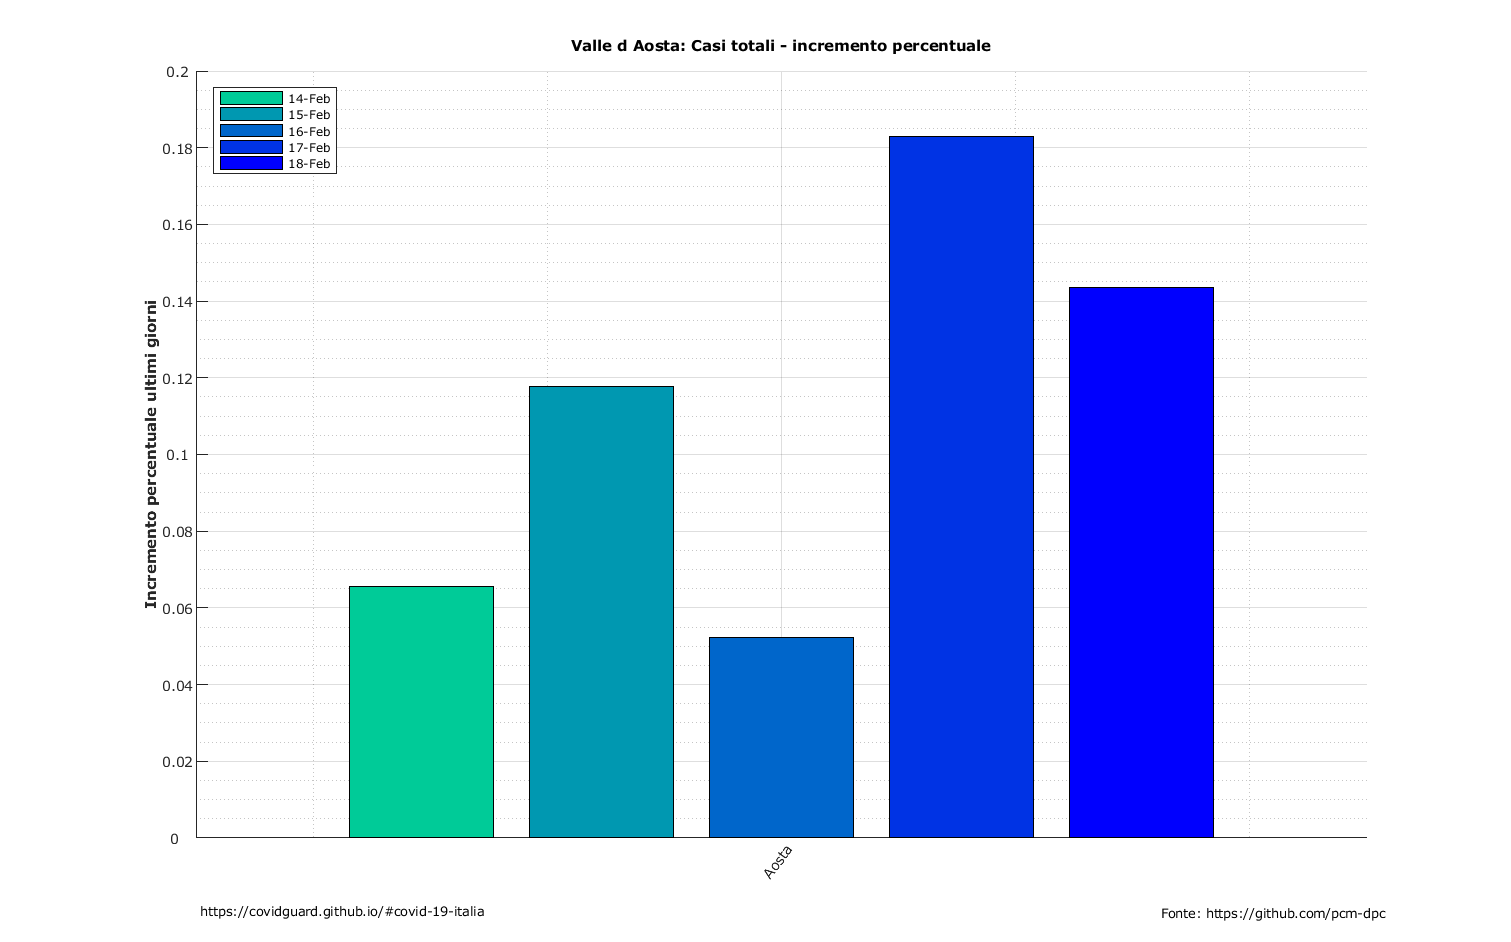 Valle d Aosta: Casi totali - incremento percentuale
0.2
0.18
0.16
0.14
0.12
0.1
0.08
0.06
0.04
0.02
0
Incremento percentuale ultimi giorni
14-Feb
15-Feb
16-Feb
17-Feb
18-Feb
Aosta
https://covidguard.github.io/#covid-19-italia
Fonte: https://github.com/pcm-dpc